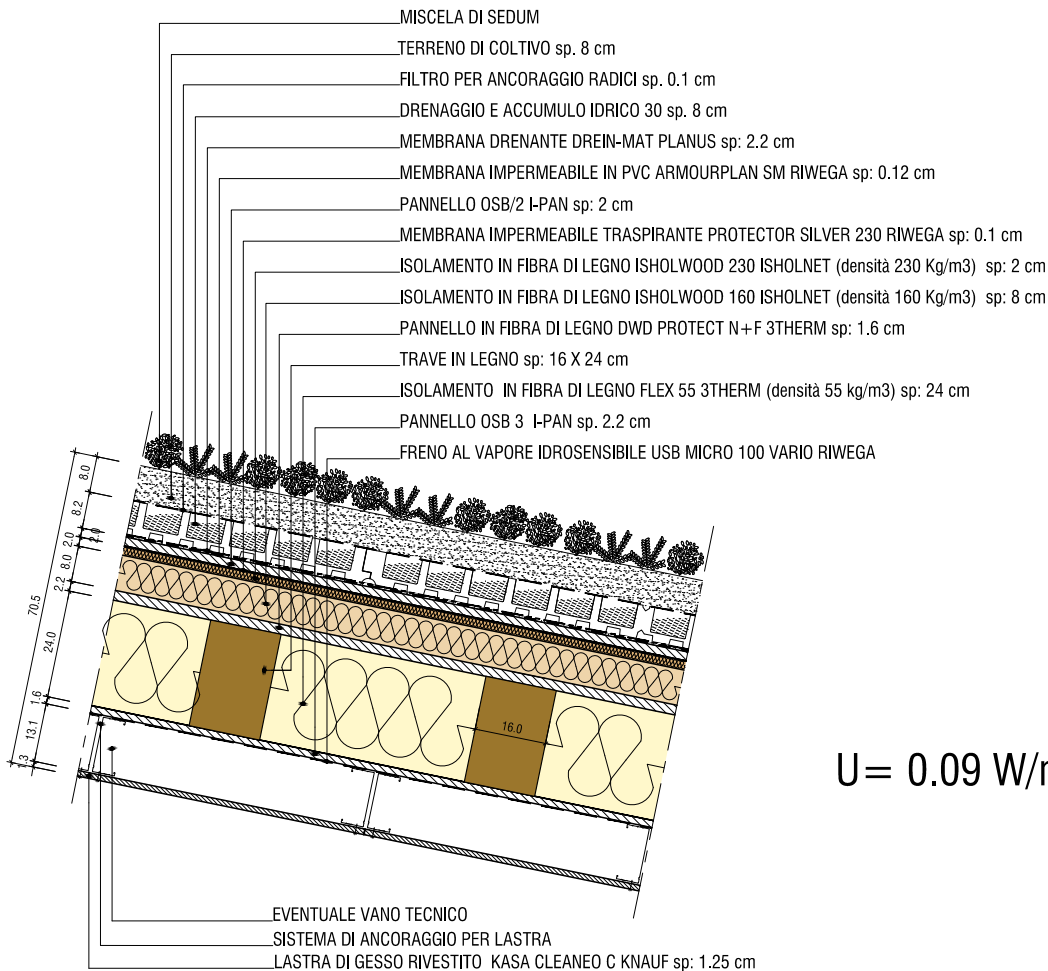 MISCELA DI SEDUM
TERRENO DI COLTIVO sp. 8 cm
FILTRO PER ANCORAGGIO RADICI sp. 0.1 cm
DRENAGGIO E ACCUMULO IDRICO 30 sp. 8 cm
MEMBRANA DRENANTE DREIN-MAT PLANUS sp: 2.2 cm
MEMBRANA IMPERMEABILE IN PVC ARMOURPLAN SM RIWEGA sp: 0.12 cm
PANNELLO OSB/2 I-PAN sp: 2 cm
MEMBRANA IMPERMEABILE TRASPIRANTE PROTECTOR SILVER 230 RIWEGA sp: 0.1 cm
ISOLAMENTO IN FIBRA DI LEGNO ISHOLWOOD 230 ISHOLNET (densità 230 Kg/m3) sp: 2 cm
ISOLAMENTO IN FIBRA DI LEGNO ISHOLWOOD 160 ISHOLNET (densità 160 Kg/m3) sp: 8 cm
PANNELLO IN FIBRA DI LEGNO DWD PROTECT N+F 3THERM sp: 1.6 cm
TRAVE IN LEGNO sp: 16 X 24 cm
ISOLAMENTO IN FIBRA DI LEGNO FLEX 55 3THERM (densità 55 kg/m3) sp: 24 cm
PANNELLO OSB 3 I-PAN sp. 2.2 cm
FRENO AL VAPORE IDROSENSIBILE USB MICRO 100 VARIO RIWEGA
8.0
8.2
2.0
2.0
8.0
2.2
70.5
24.0
1.6
13.1
1.3
16.0
U= 0.09 W/
EVENTUALE VANO TECNICO
SISTEMA DI ANCORAGGIO PER LASTRA
LASTRA DI GESSO RIVESTITO KASA CLEANEO C KNAUF sp: 1.25 cm